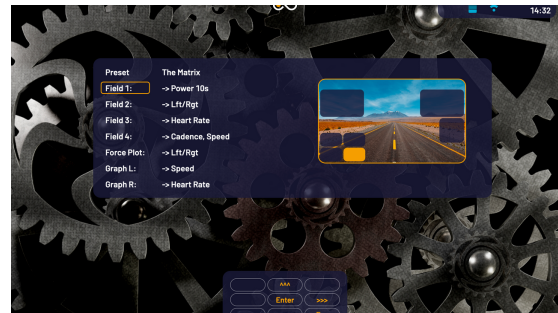 14:32
Preset The Matrix
Field 1: -> Power 10s
Field 2: -> Lft/Rgt
Field 3: -> Heart Rate
Field 4: -> Cadence, Speed
Force Plot: -> Lft/Rgt
Graph L: -> Speed
Graph R: -> Heart Rate
^^^
Enter >>>